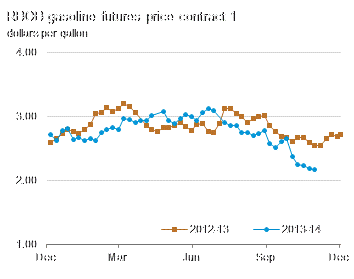 RBOB gasoline futures price contract 1
dollars per gallon
4.00
3.00
2.00
1.00
Dec Mar Jun Sep Dec
2012-13 2013-14